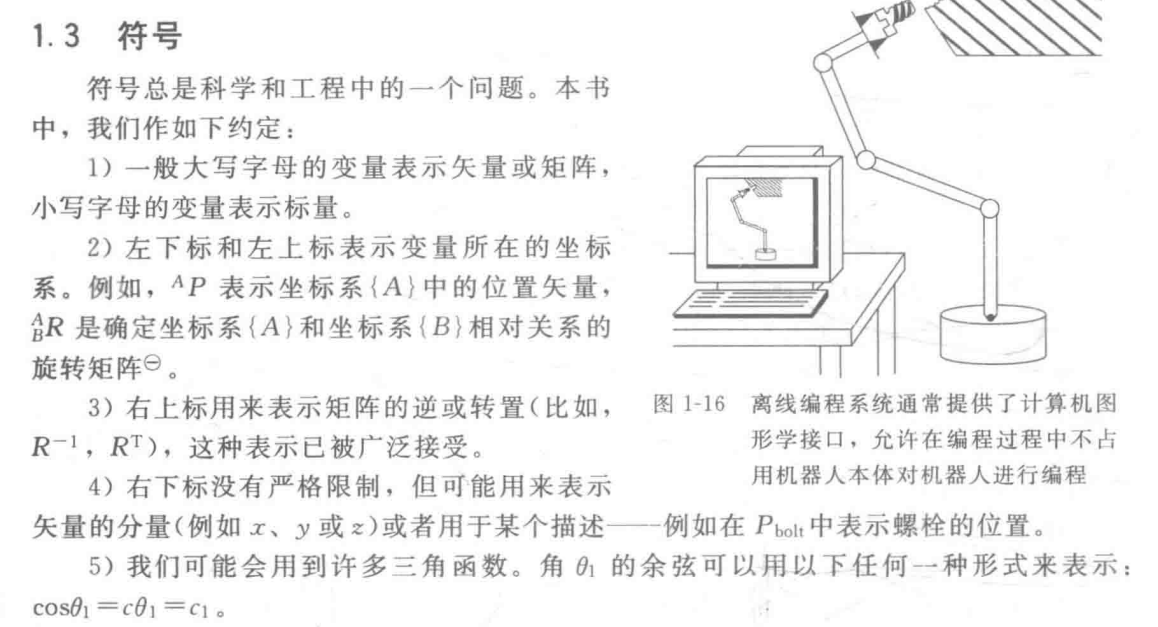 1.3 符号
符号总是科学和工程中的一个问题。本书
中，我们作如下约定：
1）一般大写字母的变量表示矢量或矩阵，
小写字母的变量表示标量。
2）左下标和左上标表示变量所在的坐标
系。例如，ᴬP 表示坐标系{A}中的位置矢量，
ᴬ_BR 是确定坐标系{A}和坐标系{B}相对关系的
旋转矩阵㊀。
3）右上标用来表示矩阵的逆或转置(比如，
R⁻¹，Rᵀ)，这种表示已被广泛接受。
4）右下标没有严格限制，但可能用来表示
矢量的分量(例如 x、y 或 z)或者用于某个描述——例如在 P_bolt 中表示螺栓的位置。
5）我们可能会用到许多三角函数。角 θ₁ 的余弦可以用以下任何一种形式来表示：
cosθ₁＝cθ₁＝c₁。
图 1-16 离线编程系统通常提供了计算机图
形学接口，允许在编程过程中不占
用机器人本体对机器人进行编程